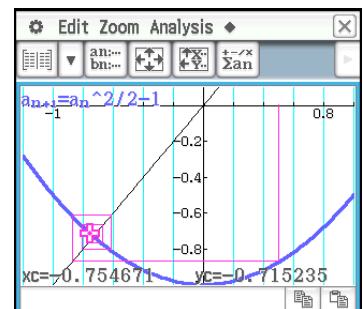 Edit Zoom Analysis
an:... bn:... +-/× Σan
aₙ₊₁=aₙ^2/2-1
-1 0.8
-0.2
-0.4
-0.6
-0.8
xc=-0.754671 yc=-0.715235